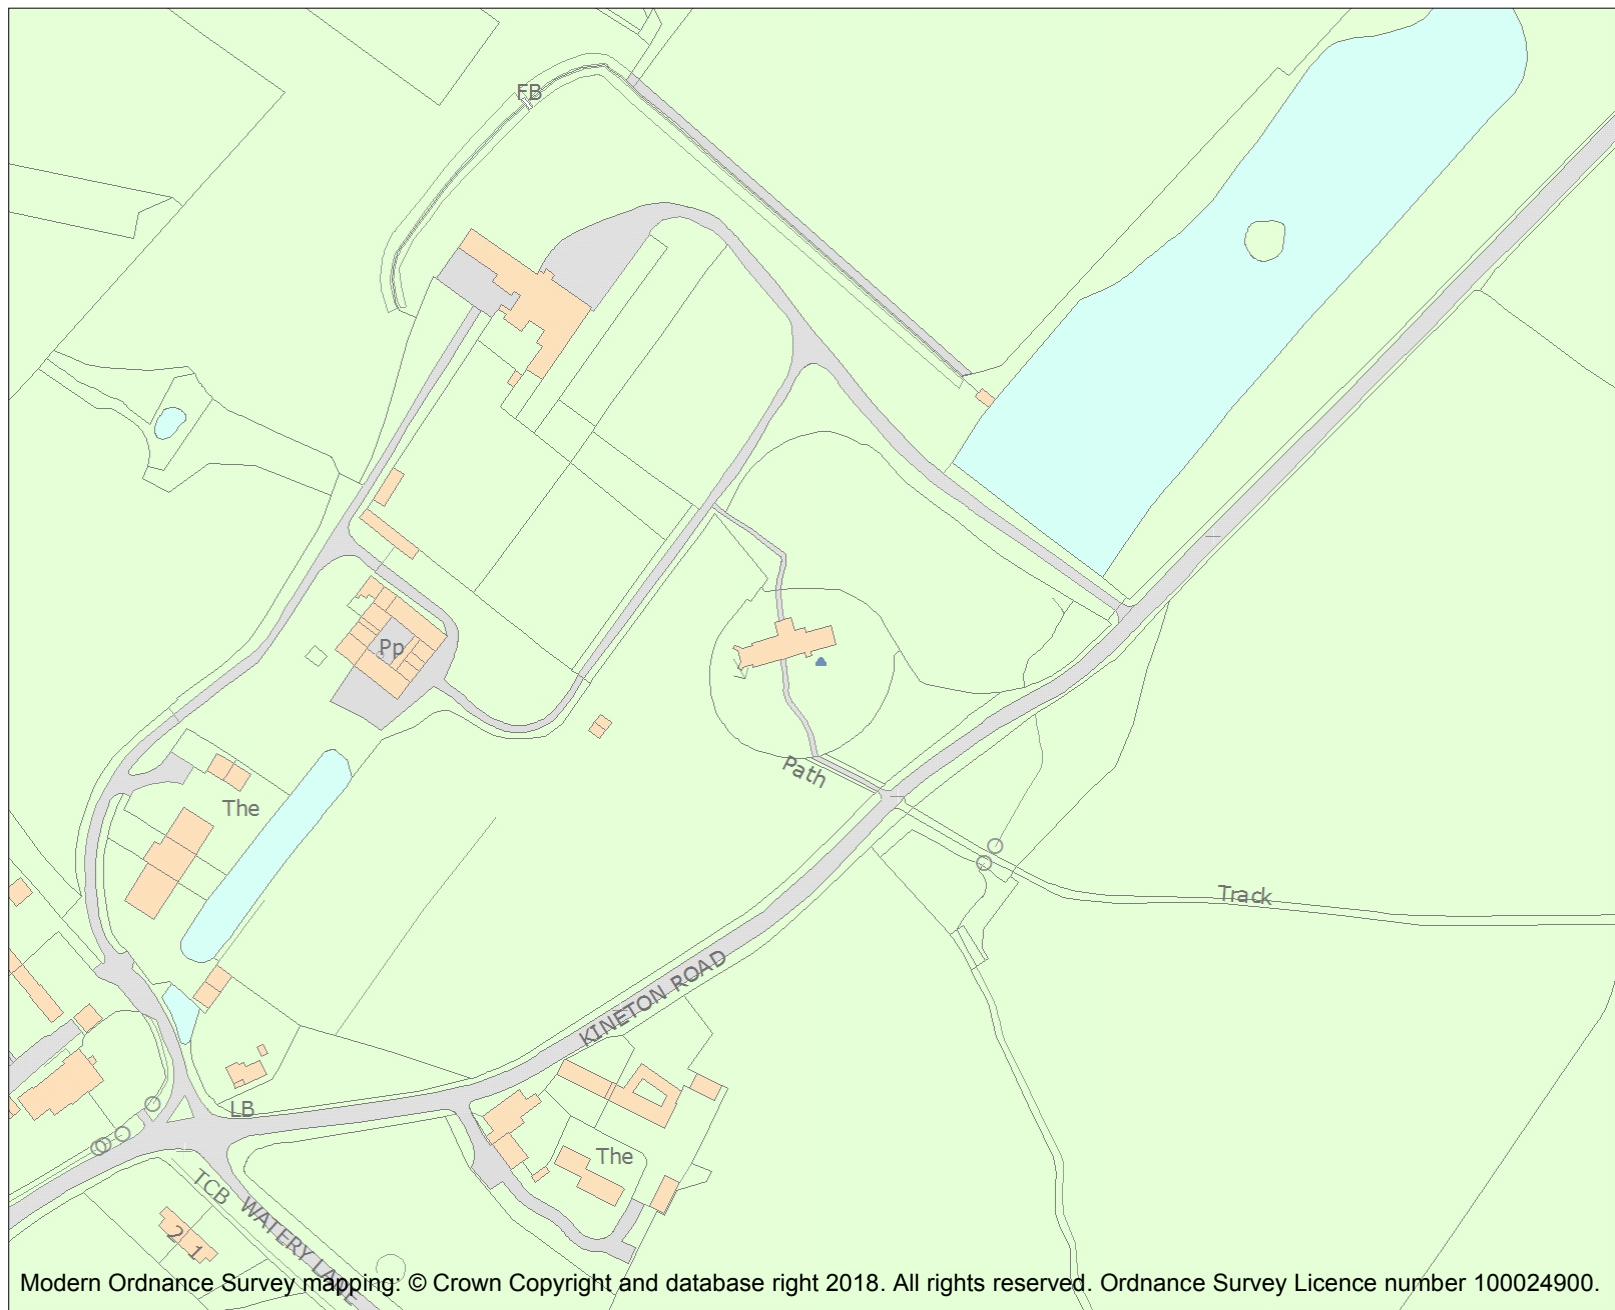 FB
Pp
The
Path
Track
KINETON ROAD
LB
The
TCB
WATERY LANE
2
1
Modern Ordnance Survey mapping: © Crown Copyright and database right 2018. All rights reserved. Ordnance Survey Licence number 100024900.